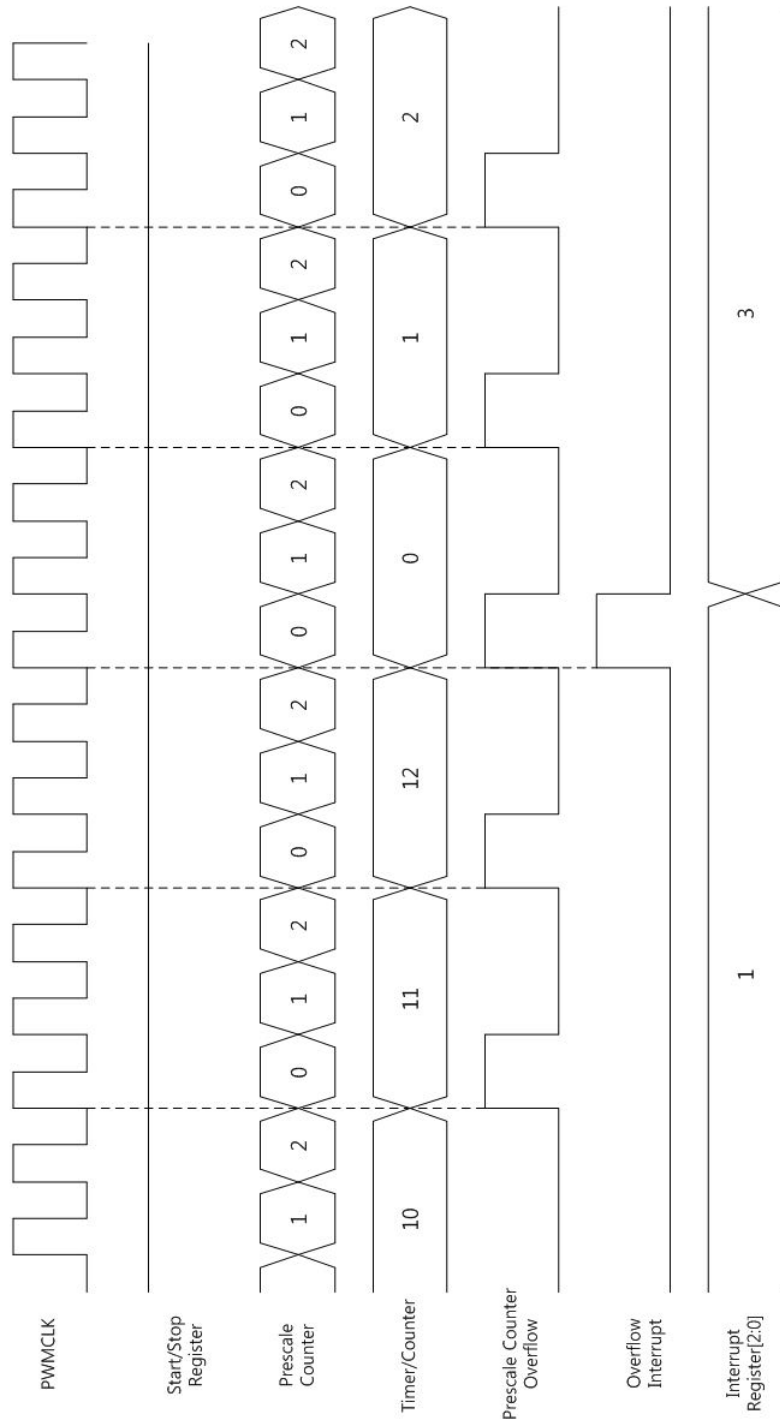 PWMCLK
Start/Stop
Register
Prescale
Counter
1 2 0 1 2 0 1 2 0 1 2 0 1 2 0 1 2
Timer/Counter
10 11 12 0 1 2
Prescale Counter
Overflow
Overflow
Interrupt
Interrupt
Register[2:0]
1 3